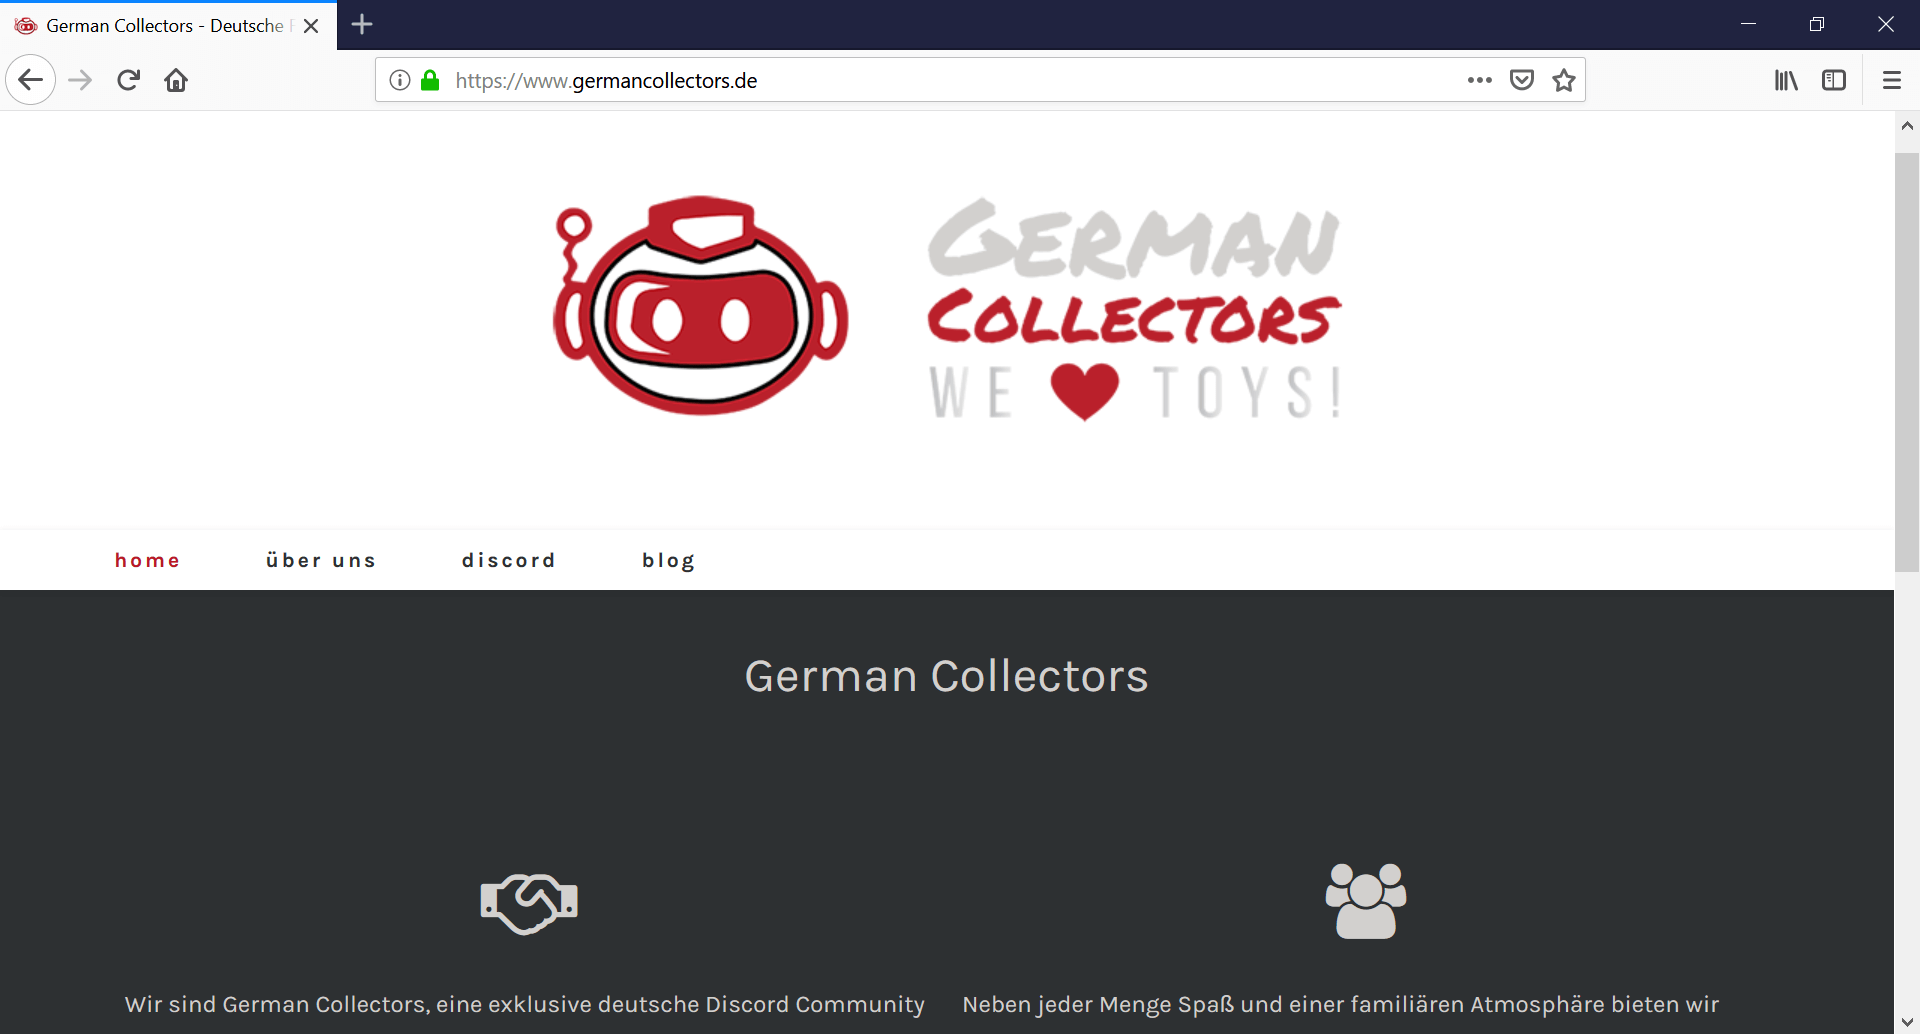 German Collectors - Deutsche
https://www.germancollectors.de
GERMAN
COLLECTORS
WE TOYS!
home über uns discord blog
German Collectors
Wir sind German Collectors, eine exklusive deutsche Discord Community
Neben jeder Menge Spaß und einer familiären Atmosphäre bieten wir